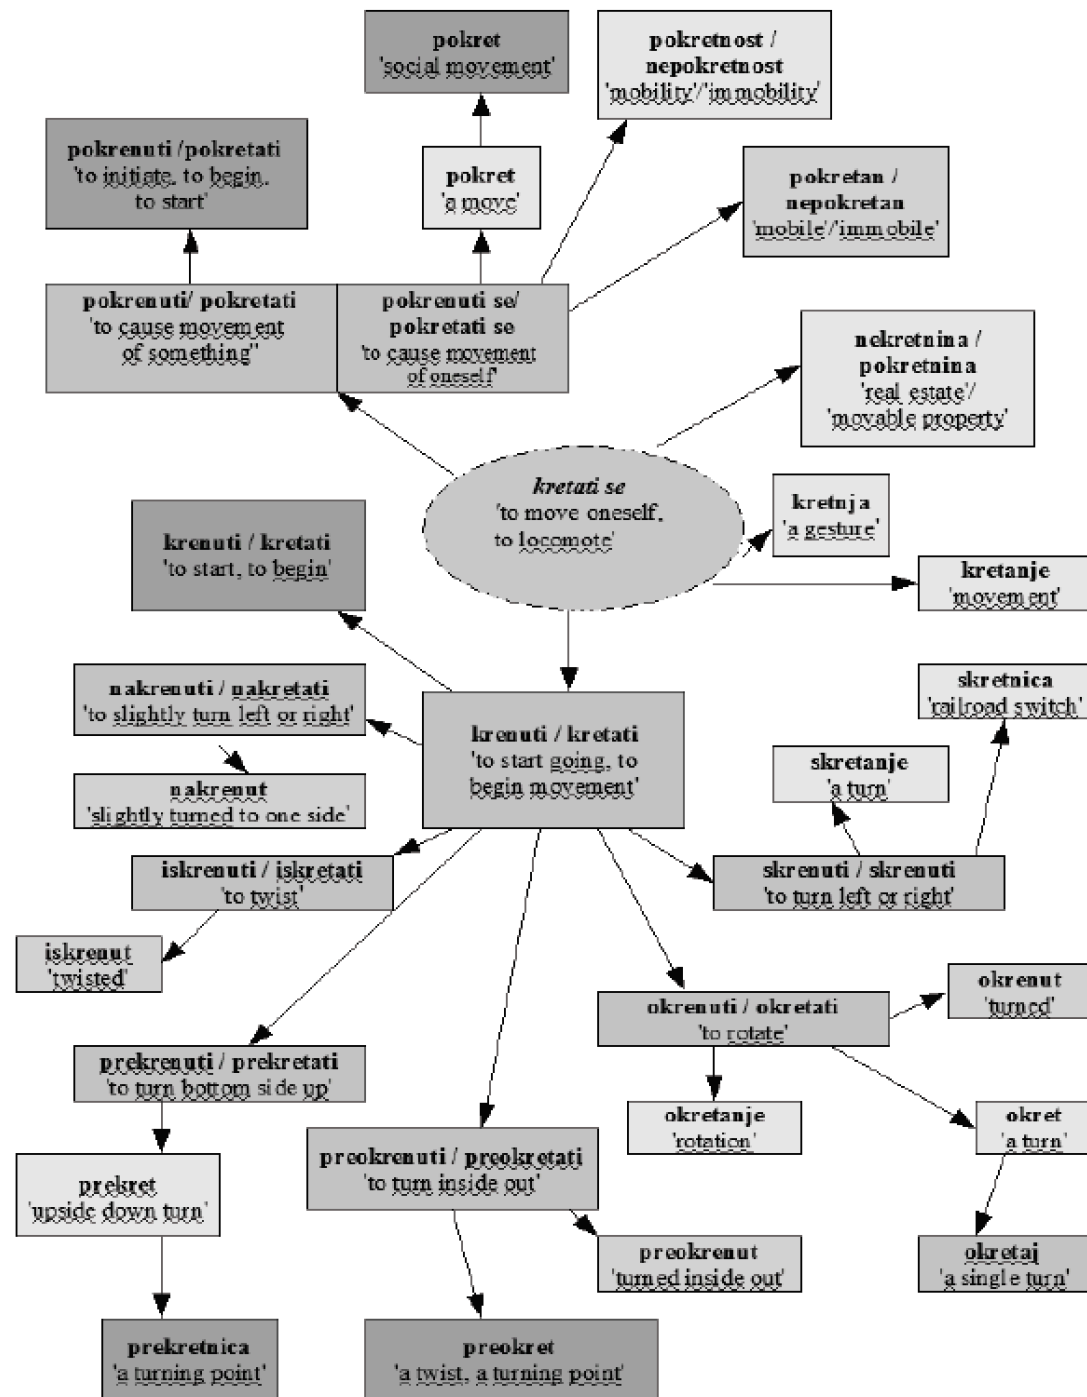 pokret
'social movement'
pokretnost /
nepokretnost
'mobility'/'immobility'
pokrenuti /pokretati
'to initiate, to begin,
to start'
pokret
'a move'
pokretan /
nepokretan
'mobile'/'immobile'
pokrenuti/ pokretati
'to cause movement
of something"
pokrenuti se/
pokretati se
'to cause movement
of oneself'
nekretnina /
pokretnina
'real estate'/
'movable property'
kretati se
'to move oneself,
to locomote'
kretnja
'a gesture'
krenuti / kretati
'to start, to begin'
kretanje
'movement'
nakrenuti / nakretati
'to slightly turn left or right'
krenuti / kretati
'to start going, to
begin movement'
skretnica
'railroad switch'
skretanje
'a turn'
nakrenut
'slightly turned to one side'
iskrenuti / iskretati
'to twist'
skrenuti / skrenuti
'to turn left or right'
iskrenut
'twisted'
okrenuti / okretati
'to rotate'
okrenut
'turned'
prekrenuti / prekretati
'to turn bottom side up'
okretanje
'rotation'
okret
'a turn'
preokrenuti / preokretati
'to turn inside out'
prekret
'upside down turn'
preokrenut
'turned inside out'
okretaj
'a single turn'
prekretnica
'a turning point'
preokret
'a twist, a turning point'